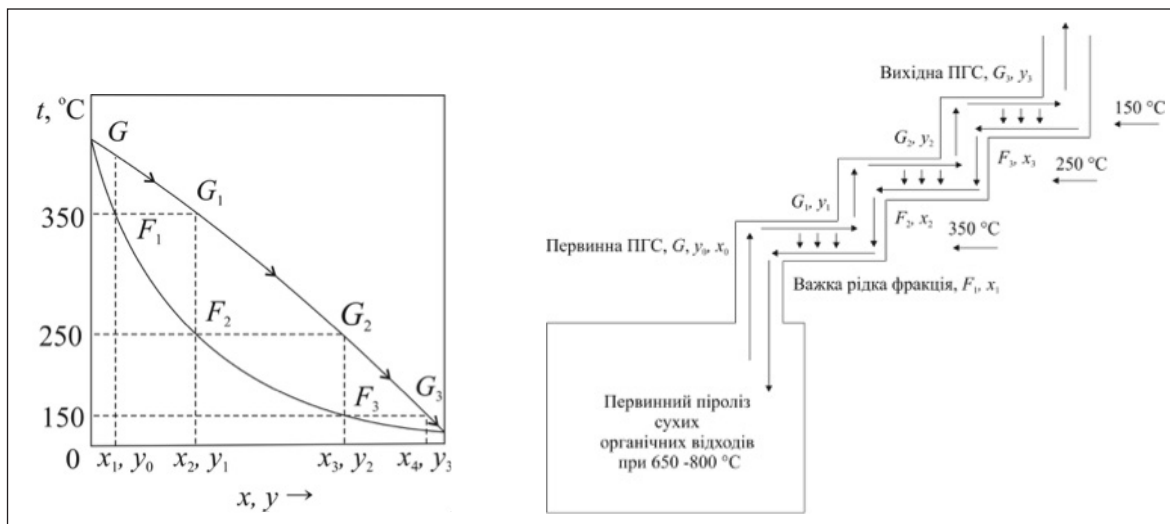 t, °C
G
350
F₁
G₁
F₂
G₂
250
F₃
G₃
150
0
x₁, y₀
x₂, y₁
x₃, y₂
x₄, y₃
x, y →
Вихідна ПГС, G₃, y₃
150 °C
G₂, y₂
F₃, x₃
250 °C
G₁, y₁
F₂, x₂
350 °C
Первинна ПГС, G, y₀, x₀
Важка рідка фракція, F₁, x₁
Первинний піроліз
сухих
органічних відходів
при 650 -800 °C